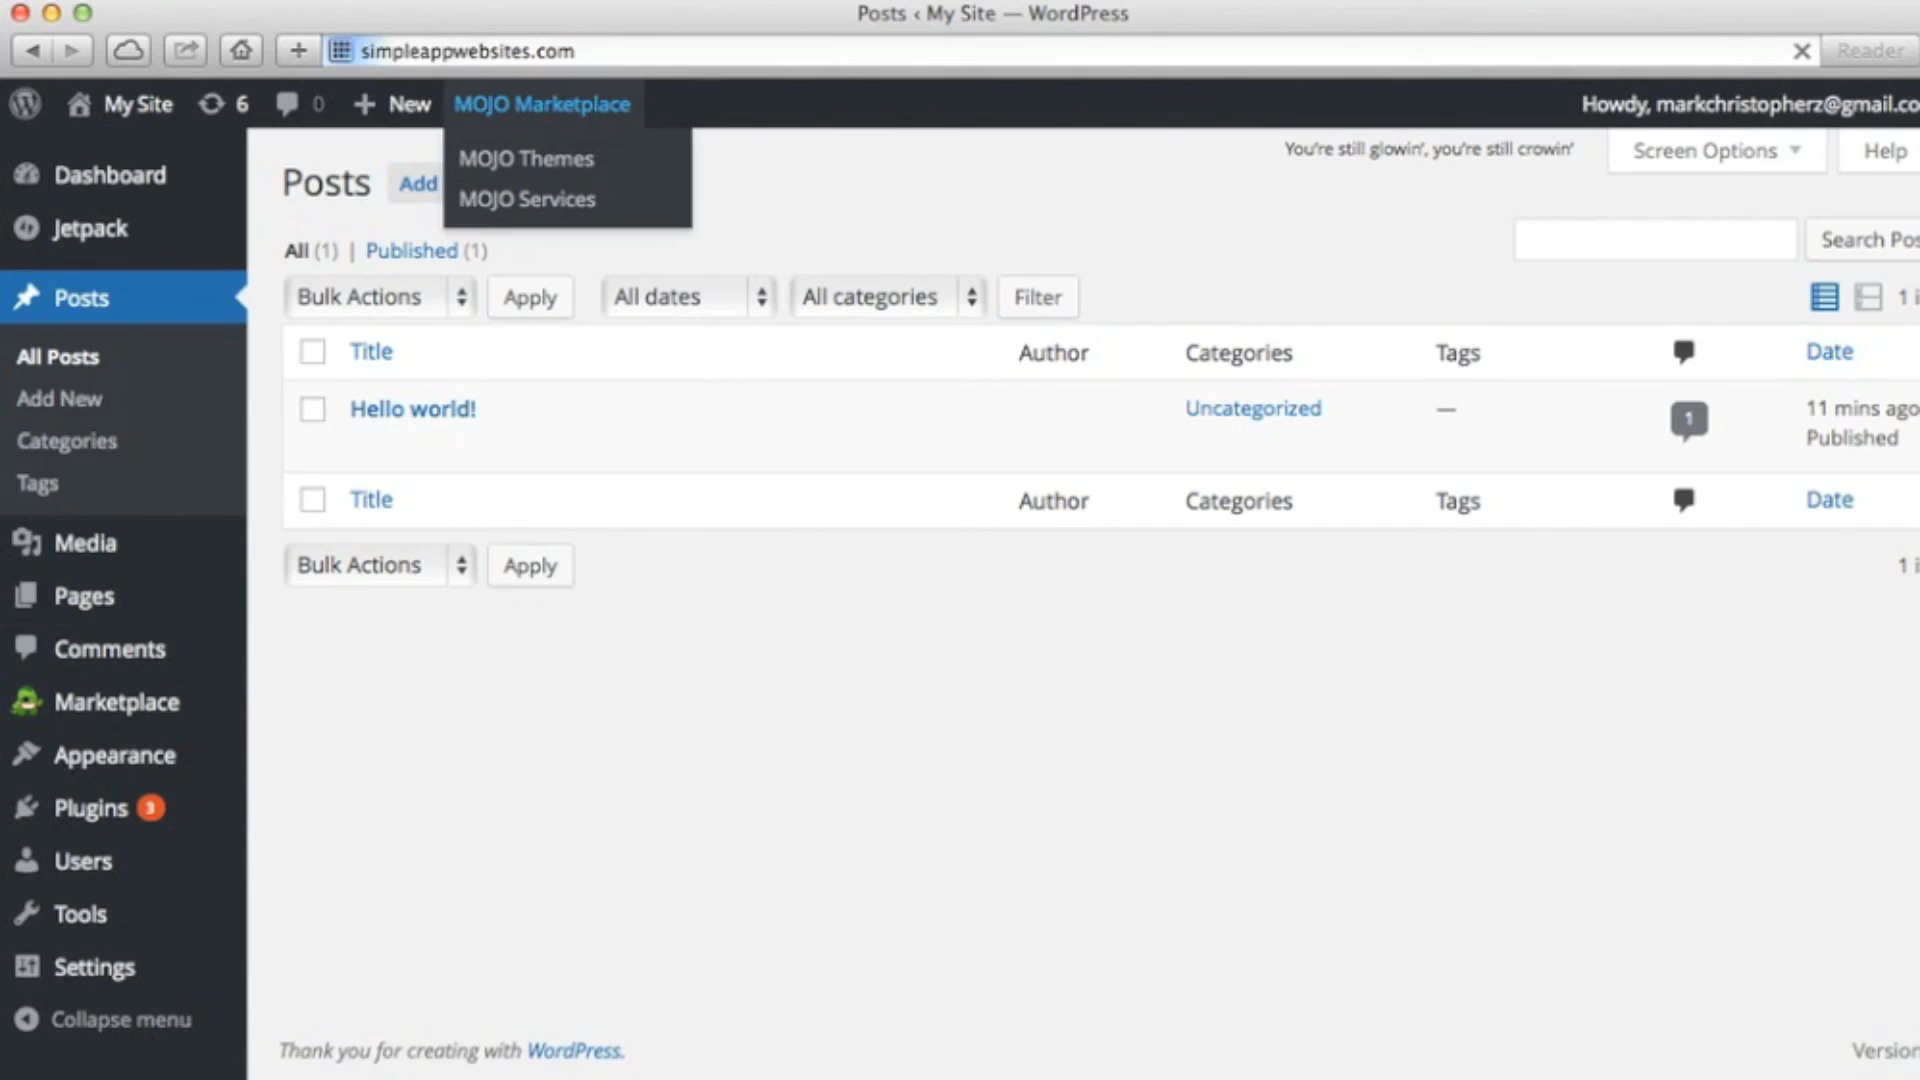 Posts ‹ My Site — WordPress
simpleappwebsites.com
Reader
My Site 6 0 + New MOJO Marketplace Howdy, markchristopherz@gmail.co
MOJO Themes
MOJO Services
You're still glowin', you're still crowin'
Screen Options
Help
Dashboard
Jetpack
Posts
All Posts
Add New
Categories
Tags
Media
Pages
Comments
Marketplace
Appearance
Plugins 3
Users
Tools
Settings
Collapse menu
Posts Add
All (1) | Published (1)
Search Pos
Bulk Actions Apply All dates All categories Filter 1 i
Title Author Categories Tags Date
Hello world! Uncategorized — 1 11 mins ago
Published
Title Author Categories Tags Date
Bulk Actions Apply 1 i
Thank you for creating with WordPress.
Version